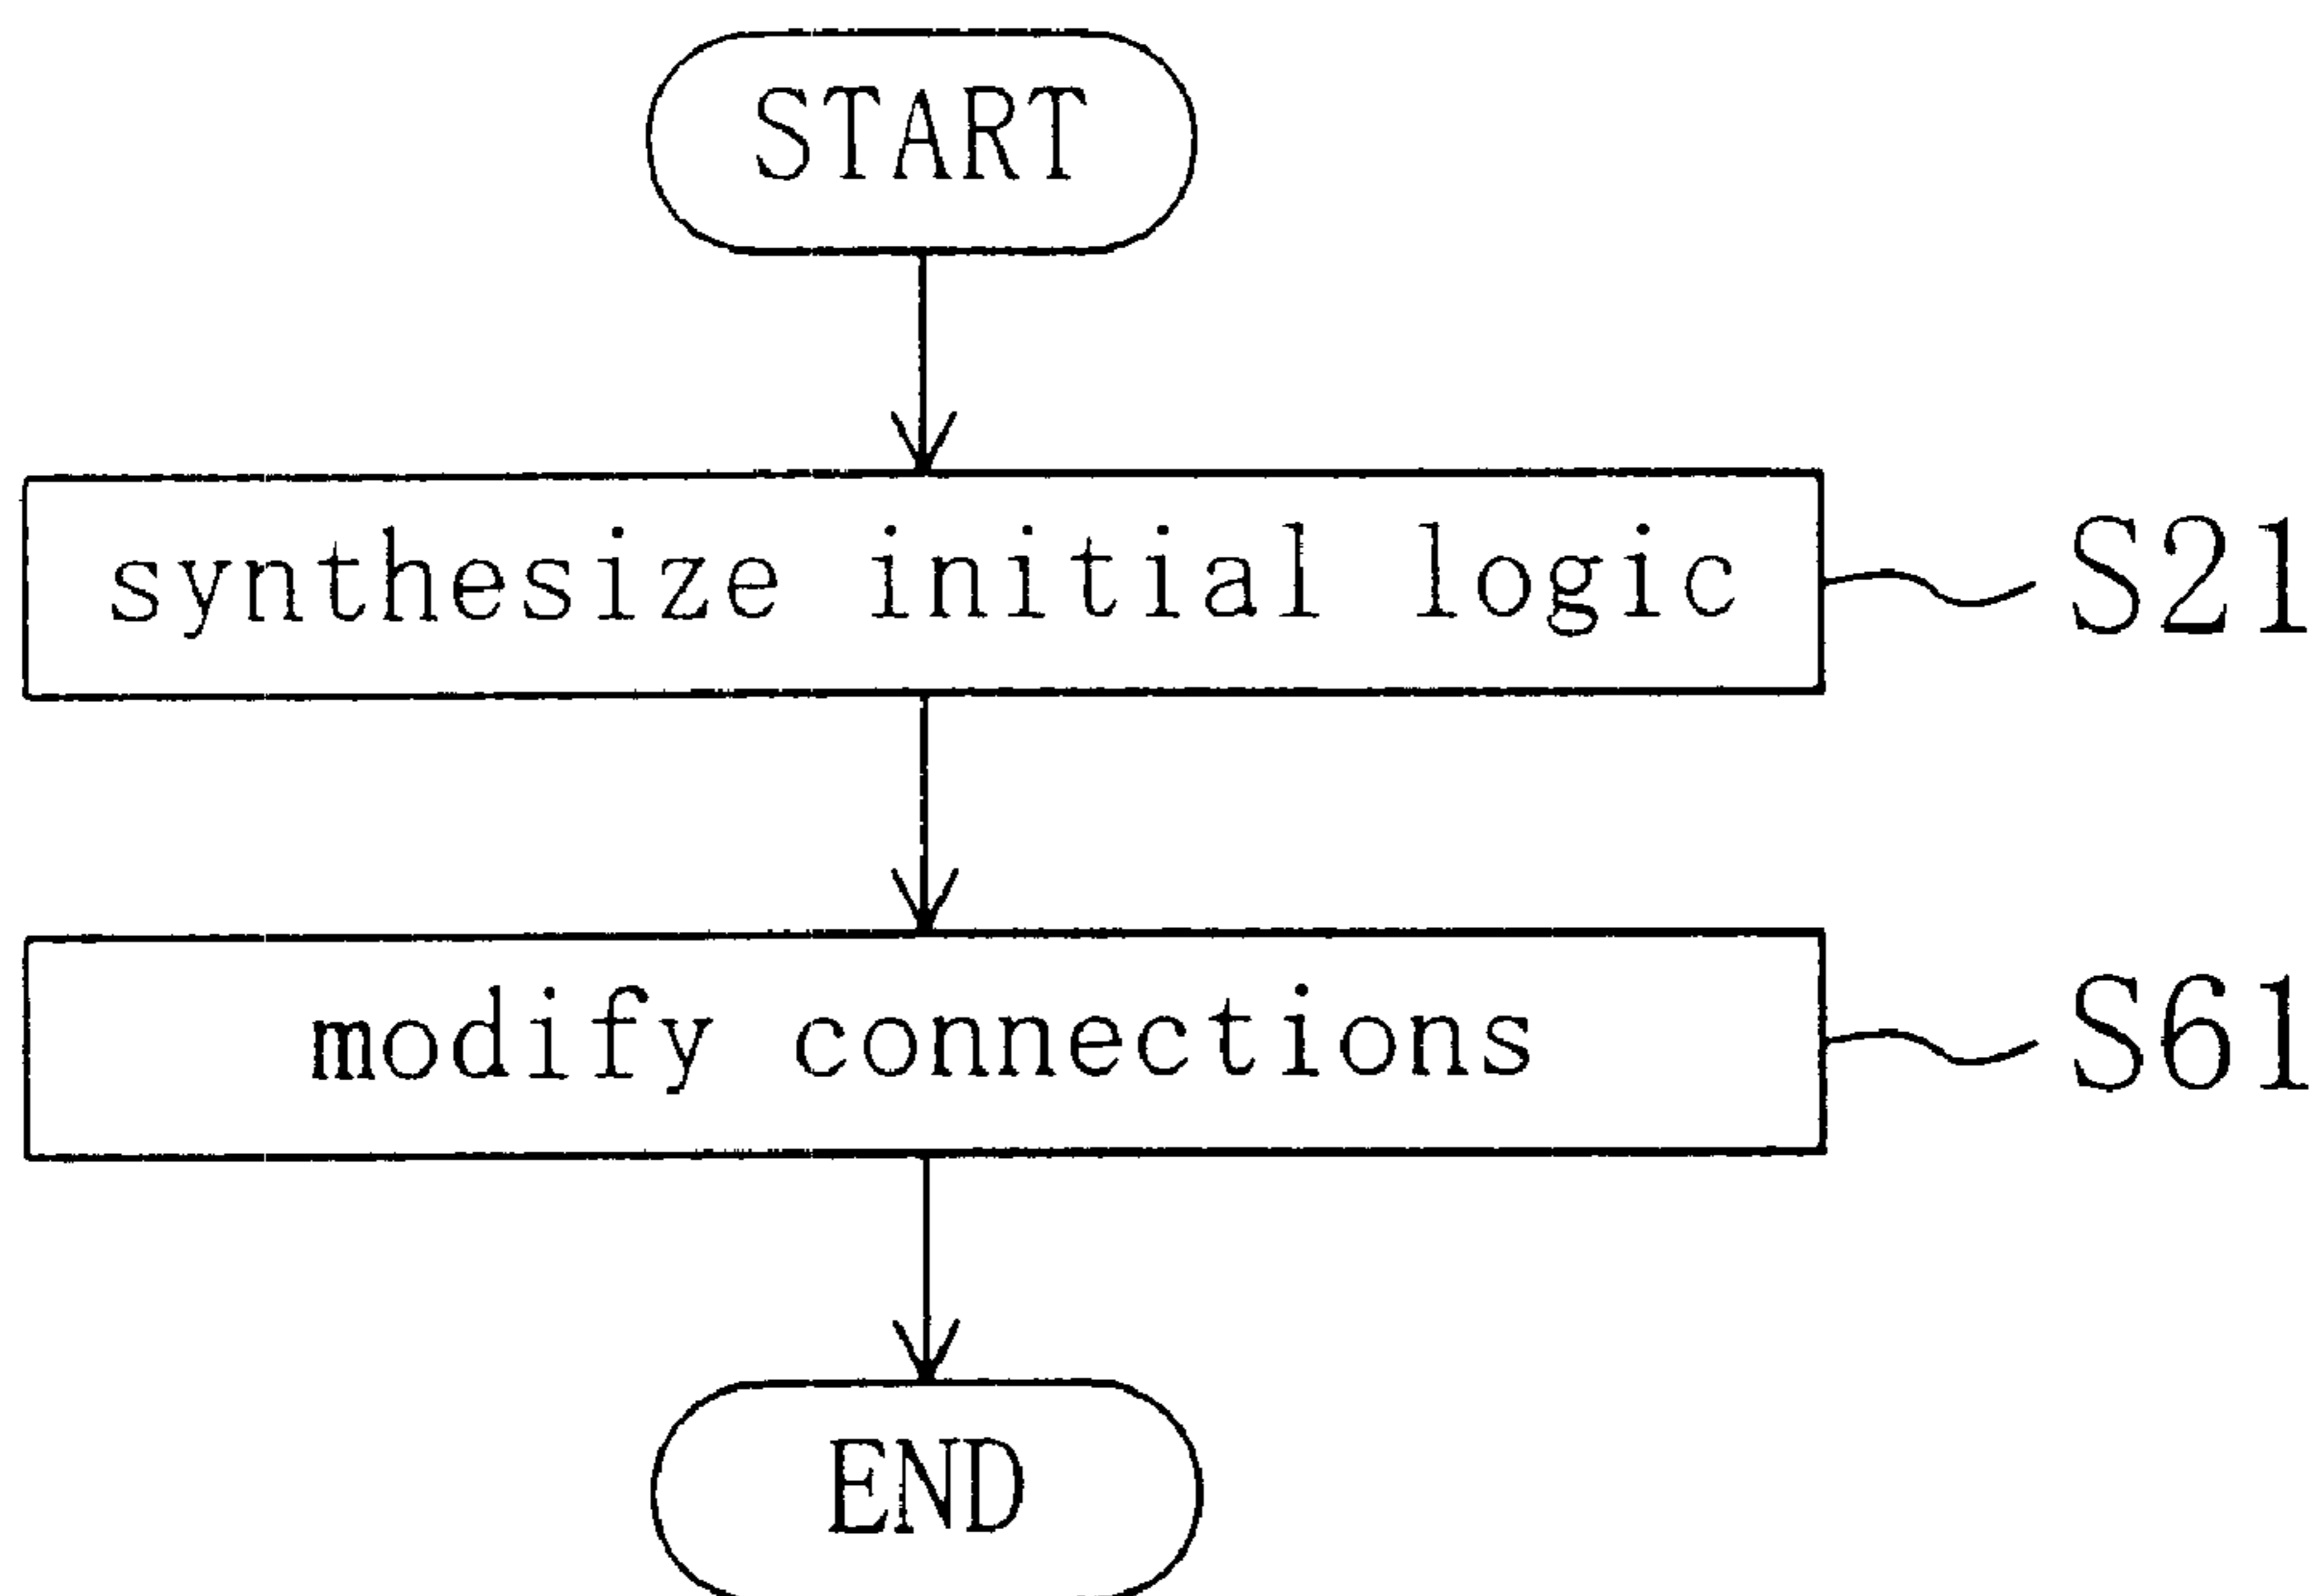 START
synthesize initial logic
S21
modify connections
S61
END